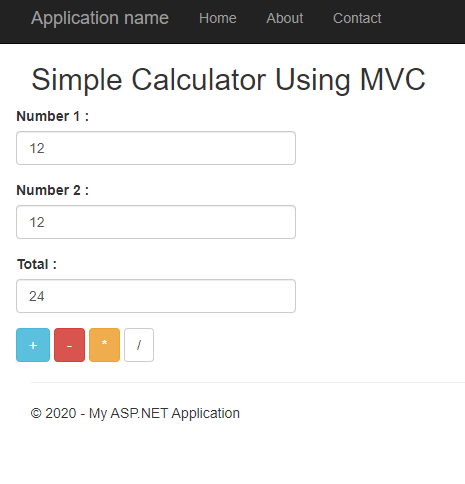 Application name Home About Contact
Simple Calculator Using MVC
Number 1 :
12
Number 2 :
12
Total :
24
+ - * /
© 2020 - My ASP.NET Application